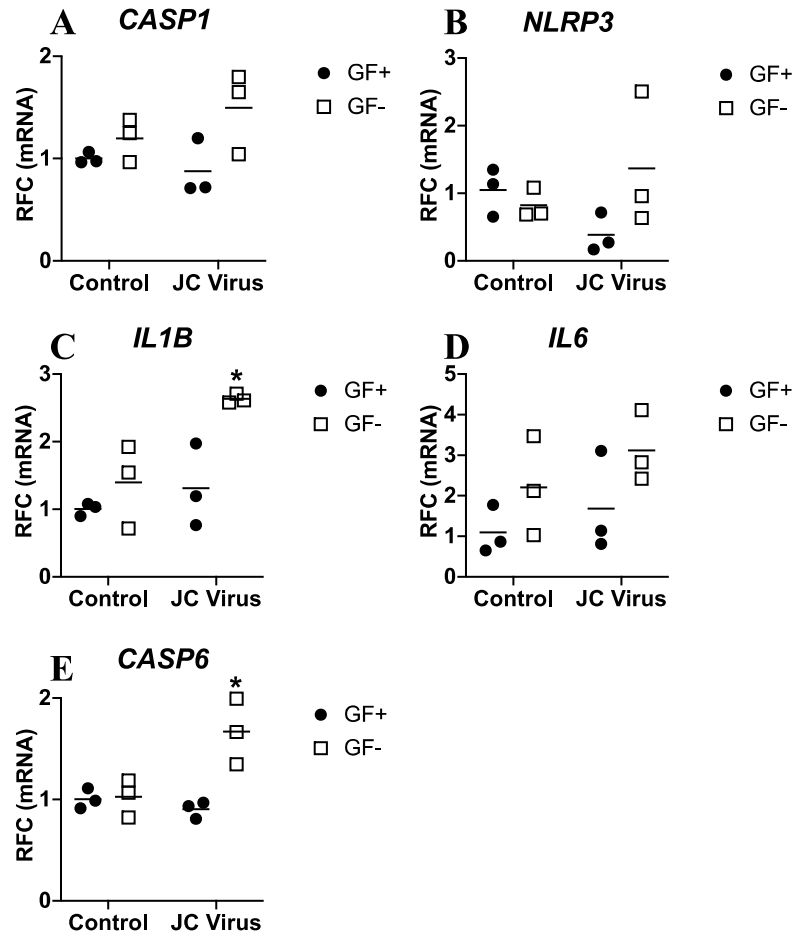 A CASP1
2
1
0
RFC (mRNA)
Control JC Virus
GF+
GF-
B NLRP3
3
2
1
0
RFC (mRNA)
Control JC Virus
GF+
GF-
C IL1B
*
3
2
1
0
RFC (mRNA)
Control JC Virus
GF+
GF-
D IL6
5
4
3
2
1
0
RFC (mRNA)
Control JC Virus
GF+
GF-
E CASP6
*
2
1
0
RFC (mRNA)
Control JC Virus
GF+
GF-